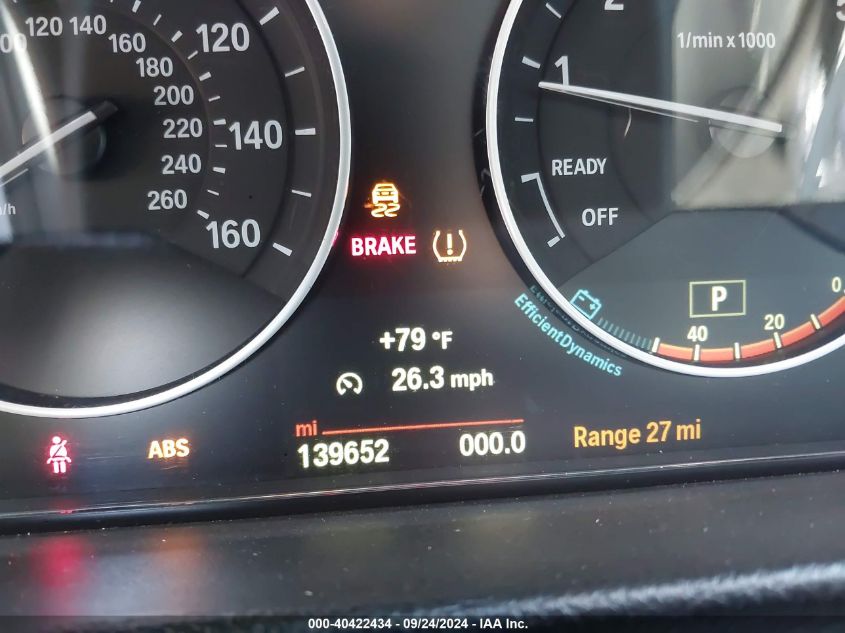 120 140
160
180
200
220
240
260
120
140
160
1
1/min x 1000
READY
OFF
BRAKE
+79 °F
26.3 mph
mi
139652 000.0
ABS
P
40 20
EfficientDynamics
Range 27 mi
000-40422434 - 09/24/2024 - IAA Inc.